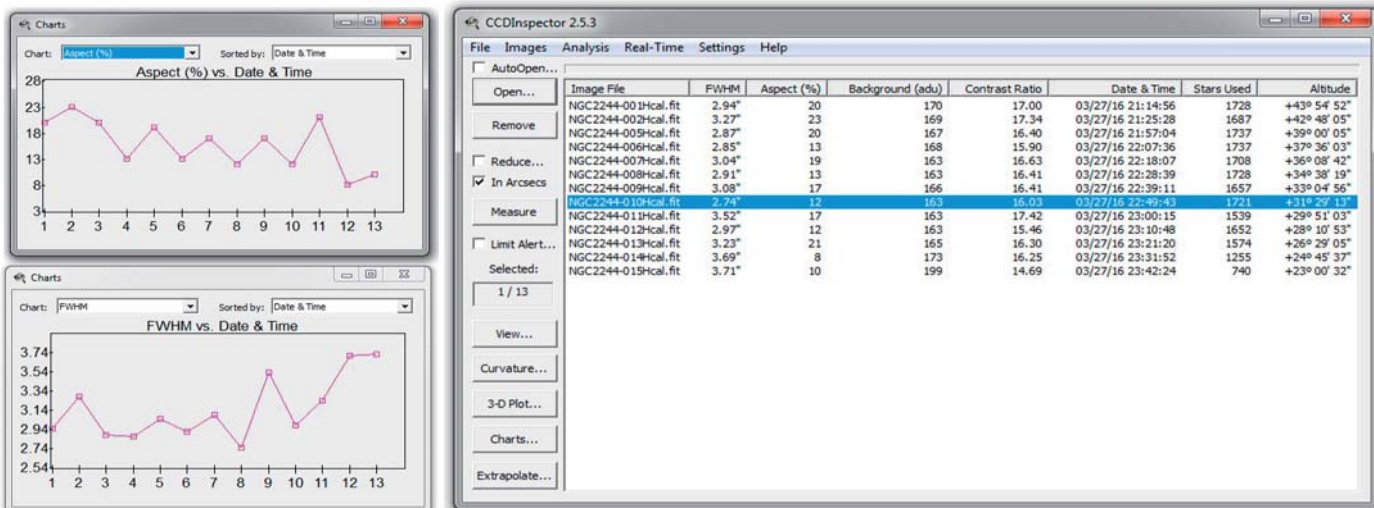 Charts
Chart: Aspect (%) Sorted by: Date & Time
Aspect (%) vs. Date & Time
28
23
18
13
8
3
1 2 3 4 5 6 7 8 9 10 11 12 13
Charts
Chart: FWHM Sorted by: Date & Time
FWHM vs. Date & Time
3.74
3.54
3.34
3.14
2.94
2.74
2.54
1 2 3 4 5 6 7 8 9 10 11 12 13
CCDInspector 2.5.3
File Images Analysis Real-Time Settings Help
AutoOpen...
Open...
Remove
Reduce...
In Arcsecs
Measure
Limit Alert...
Selected:
1 / 13
View...
Curvature...
3-D Plot...
Charts...
Extrapolate...
Image File FWHM Aspect (%) Background (adu) Contrast Ratio Date & Time Stars Used Altitude
NGC2244-001Hcal.fit 2.94" 20 170 17.00 03/27/16 21:14:56 1728 +43º 54' 52"
NGC2244-002Hcal.fit 3.27" 23 169 17.34 03/27/16 21:25:28 1687 +42º 48' 05"
NGC2244-005Hcal.fit 2.87" 20 167 16.40 03/27/16 21:57:04 1737 +39º 00' 05"
NGC2244-006Hcal.fit 2.85" 13 168 15.90 03/27/16 22:07:36 1737 +37º 36' 03"
NGC2244-007Hcal.fit 3.04" 19 163 16.63 03/27/16 22:18:07 1708 +36º 08' 42"
NGC2244-008Hcal.fit 2.91" 13 163 16.41 03/27/16 22:28:39 1728 +34º 38' 19"
NGC2244-009Hcal.fit 3.08" 17 166 16.41 03/27/16 22:39:11 1657 +33º 04' 56"
NGC2244-010Hcal.fit 2.74" 12 163 16.03 03/27/16 22:49:43 1721 +31º 29' 13"
NGC2244-011Hcal.fit 3.52" 17 163 17.42 03/27/16 23:00:15 1539 +29º 51' 03"
NGC2244-012Hcal.fit 2.97" 12 163 15.46 03/27/16 23:10:48 1652 +28º 10' 53"
NGC2244-013Hcal.fit 3.23" 21 165 16.30 03/27/16 23:21:20 1574 +26º 29' 05"
NGC2244-014Hcal.fit 3.69" 8 173 16.25 03/27/16 23:31:52 1255 +24º 45' 37"
NGC2244-015Hcal.fit 3.71" 10 199 14.69 03/27/16 23:42:24 740 +23º 00' 32"